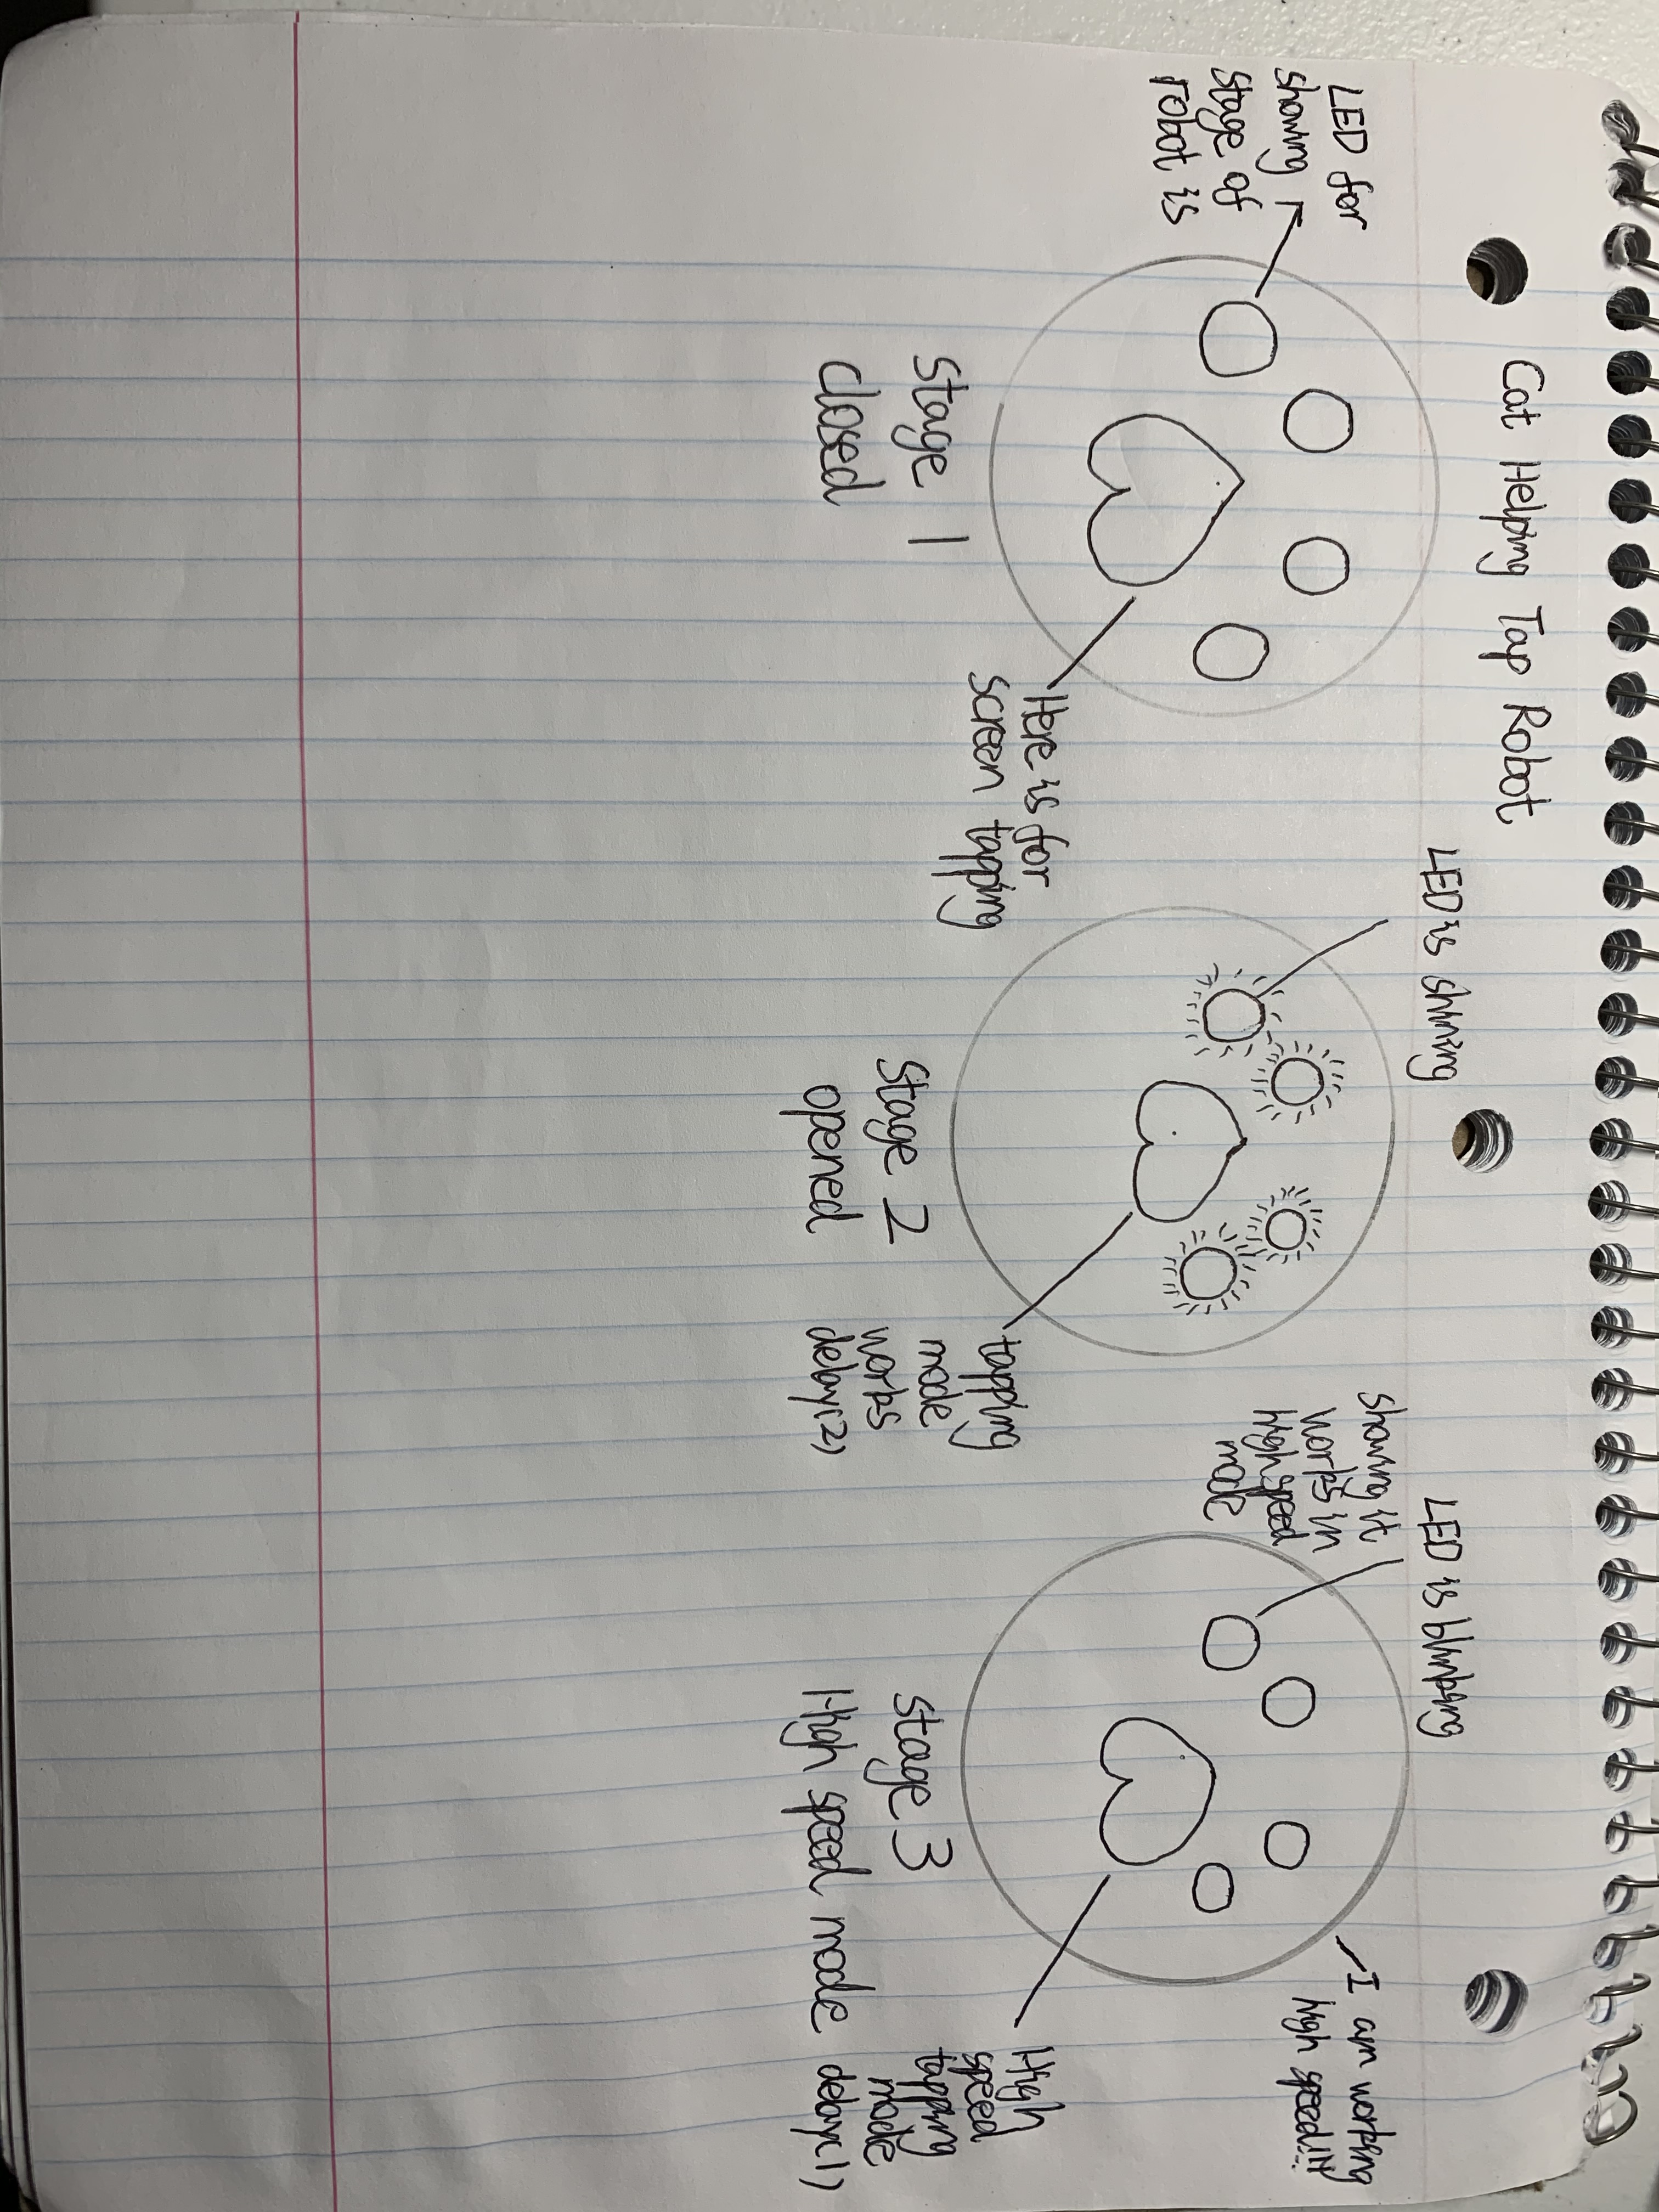 Cat Helping Tap Robot
LED for
showing
stage of
robot is
Here is for
screen tapping
stage 1
closed
LED is shining
tapping
mode
works
delay(2)
stage 2
opened
LED is blinking
showing it
works in
high speed
mode
I am working
high speed!!!
High
speed
tapping
mode
delay(1)
stage 3
High speed mode